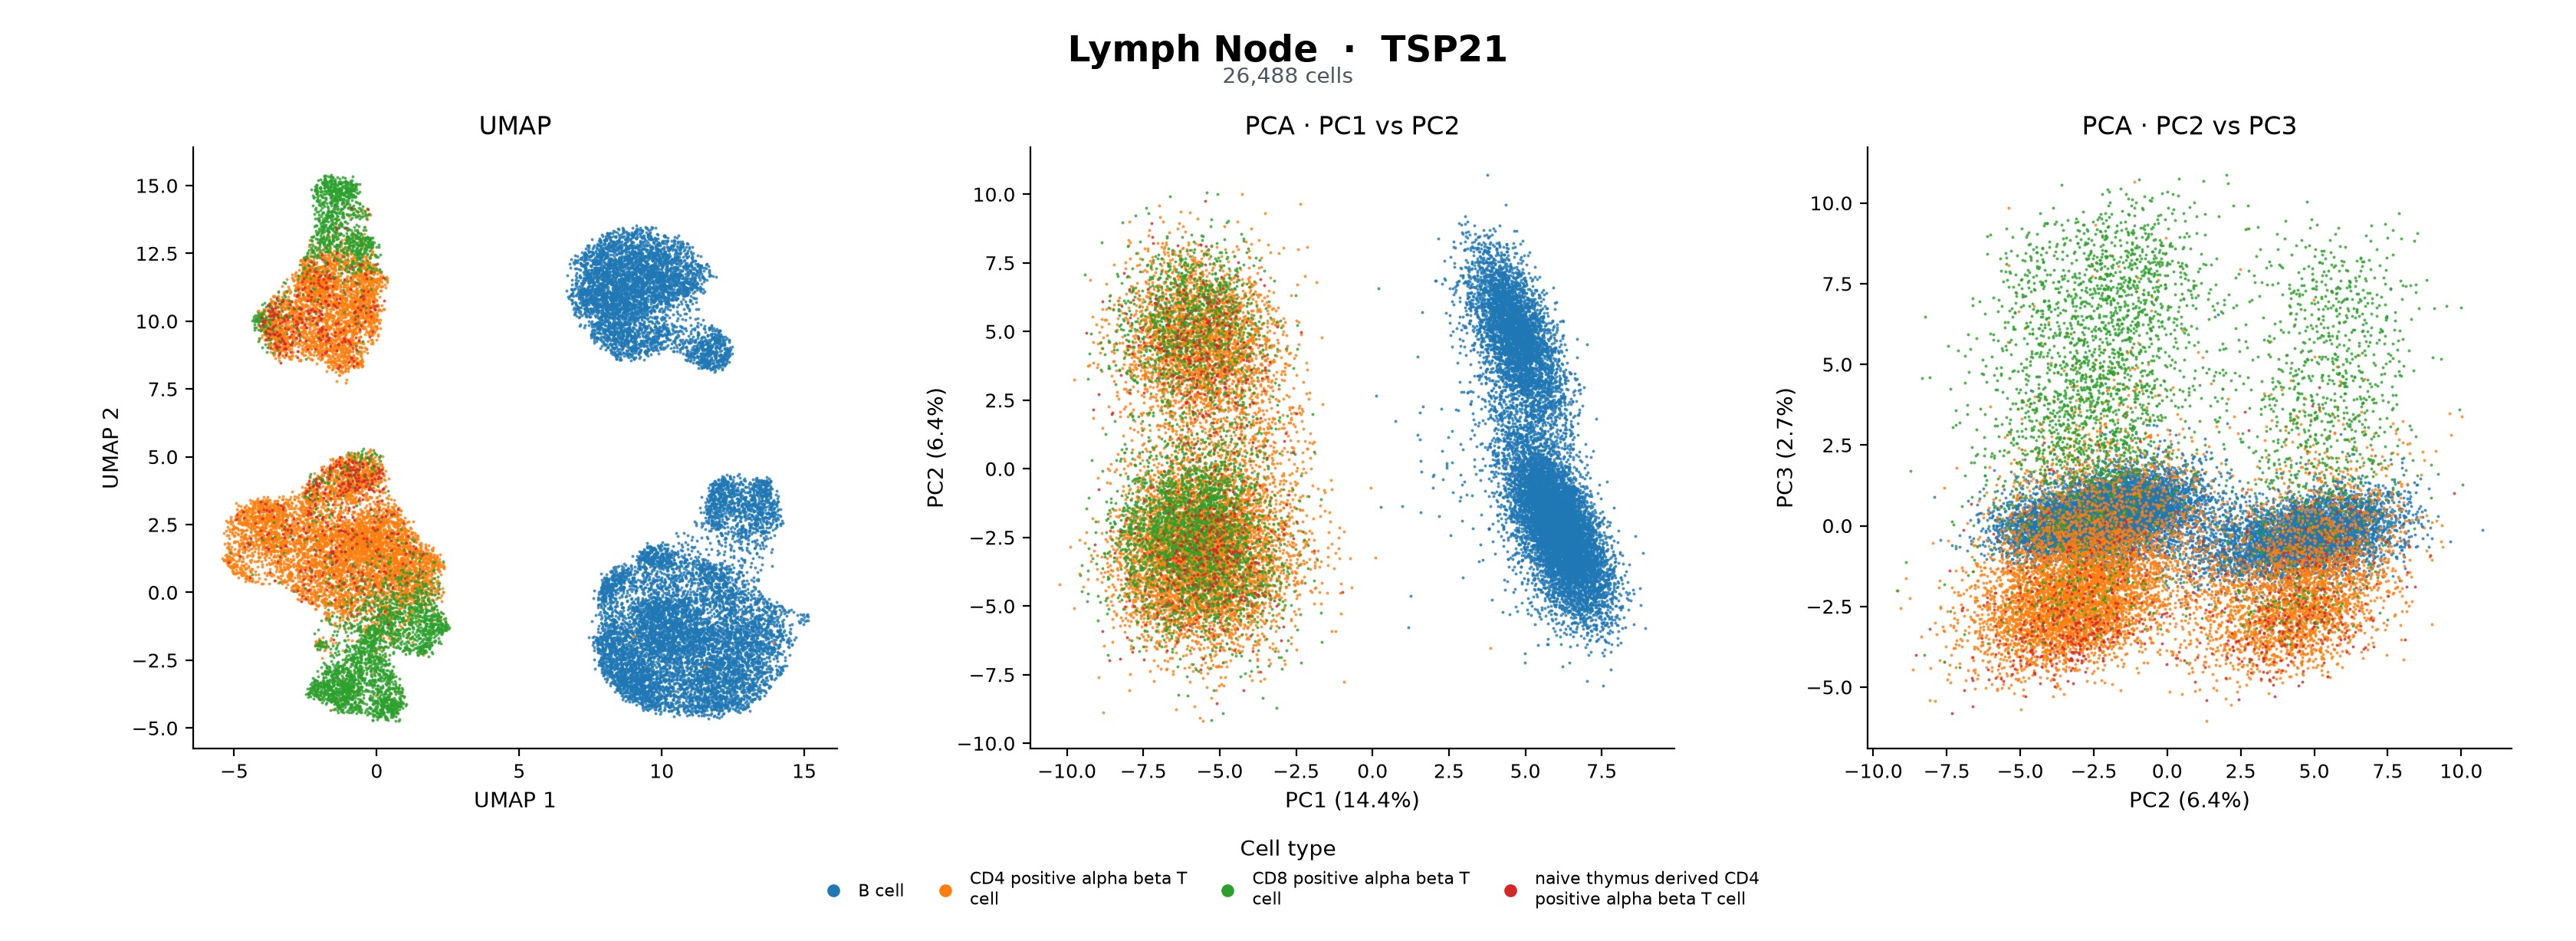 Lymph Node · TSP21
26,488 cells
UMAP
15.0
12.5
10.0
7.5
5.0
2.5
0.0
−2.5
−5.0
UMAP 2
−5
0
5
10
15
UMAP 1
PCA · PC1 vs PC2
10.0
7.5
5.0
2.5
0.0
−2.5
−5.0
−7.5
−10.0
PC2 (6.4%)
−10.0
−7.5
−5.0
−2.5
0.0
2.5
5.0
7.5
PC1 (14.4%)
PCA · PC2 vs PC3
10.0
7.5
5.0
2.5
0.0
−2.5
−5.0
PC3 (2.7%)
−10.0
−7.5
−5.0
−2.5
0.0
2.5
5.0
7.5
10.0
PC2 (6.4%)
Cell type
B cell
CD4 positive alpha beta T
cell
CD8 positive alpha beta T
cell
naive thymus derived CD4
positive alpha beta T cell